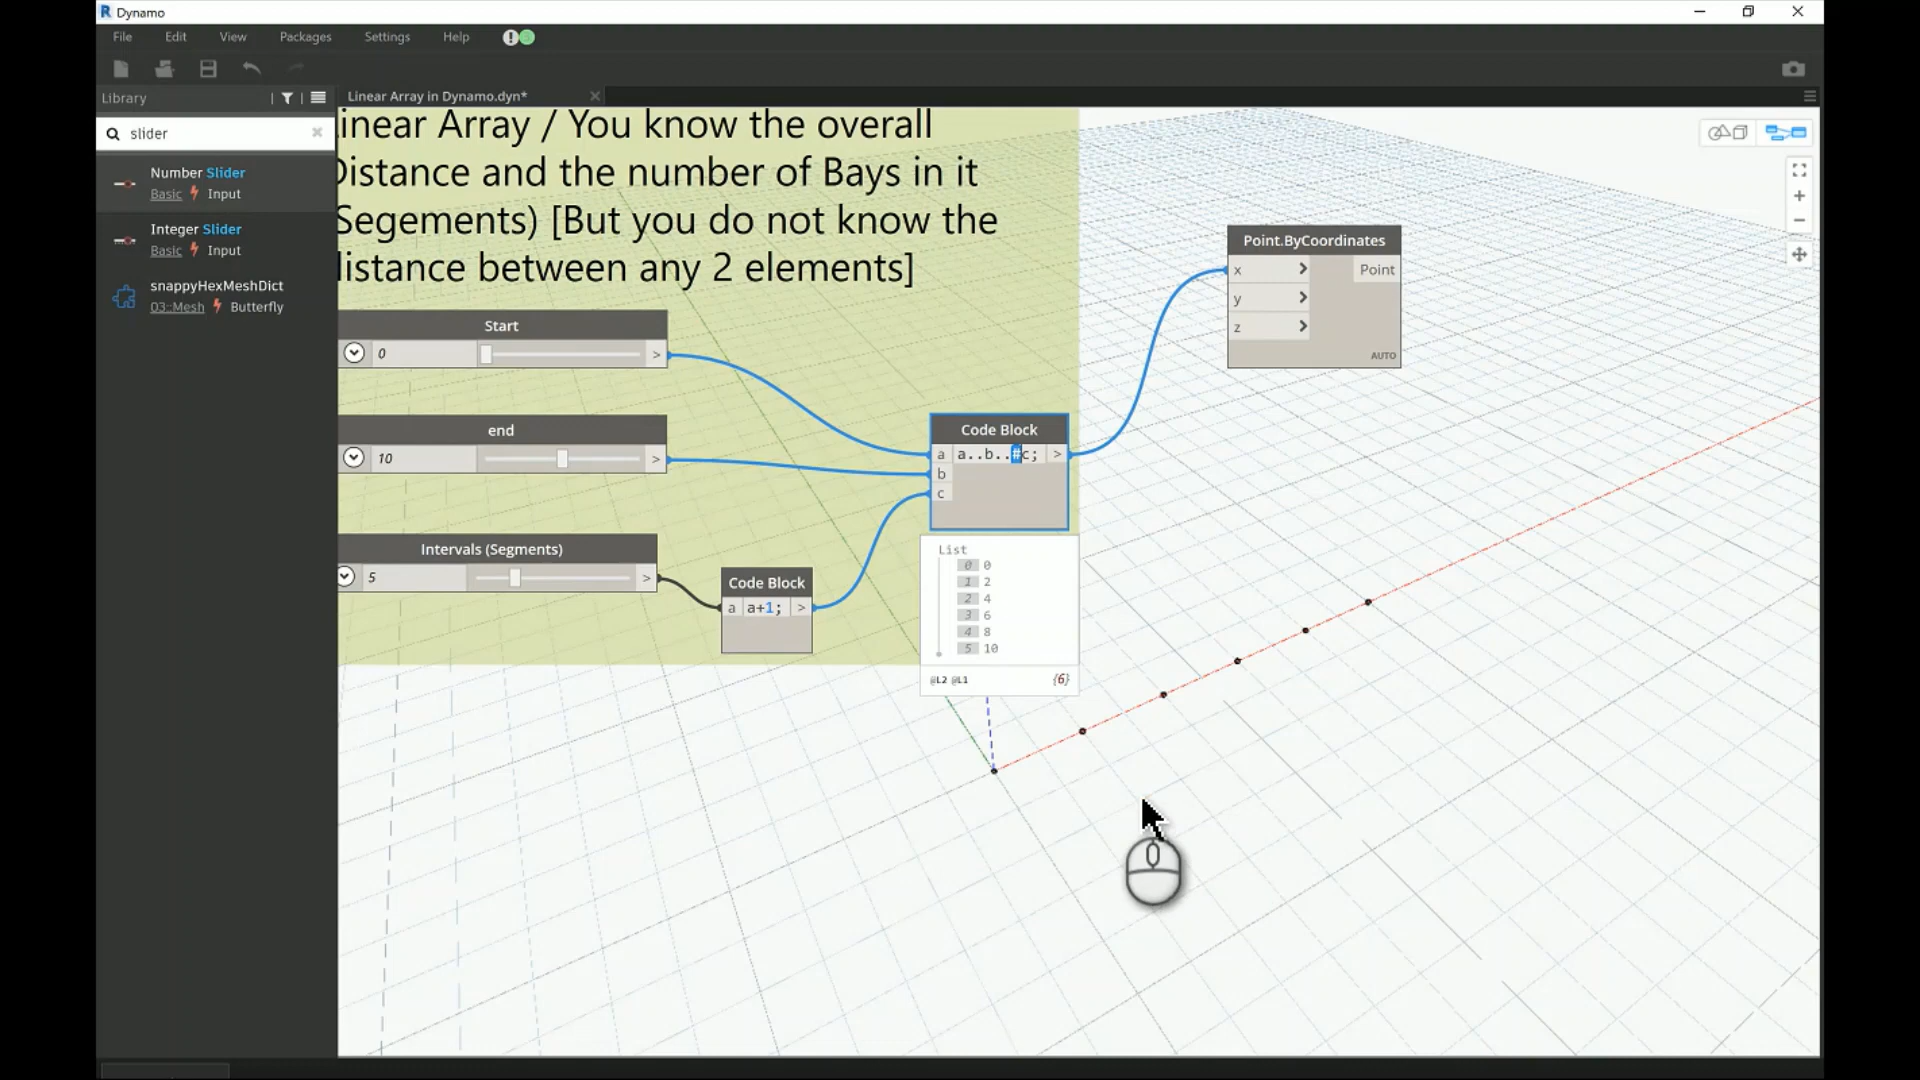 Dynamo
File Edit View Packages Settings Help
Library
Linear Array in Dynamo.dyn*
slider
Number Slider
Basic Input
Integer Slider
Basic Input
snappyHexMeshDict
03::Mesh Butterfly
inear Array / You know the overall
Distance and the number of Bays in it
(Segements) [But you do not know the
distance between any 2 elements]
Start
0 >
end
10 >
Intervals (Segments)
5 >
Code Block
a a+1; >
Code Block
a a..b..#c; >
b
c
List
0 0
1 2
2 4
3 6
4 8
5 10
@L2 @L1 {6}
Point.ByCoordinates
x > Point
y >
z >
AUTO